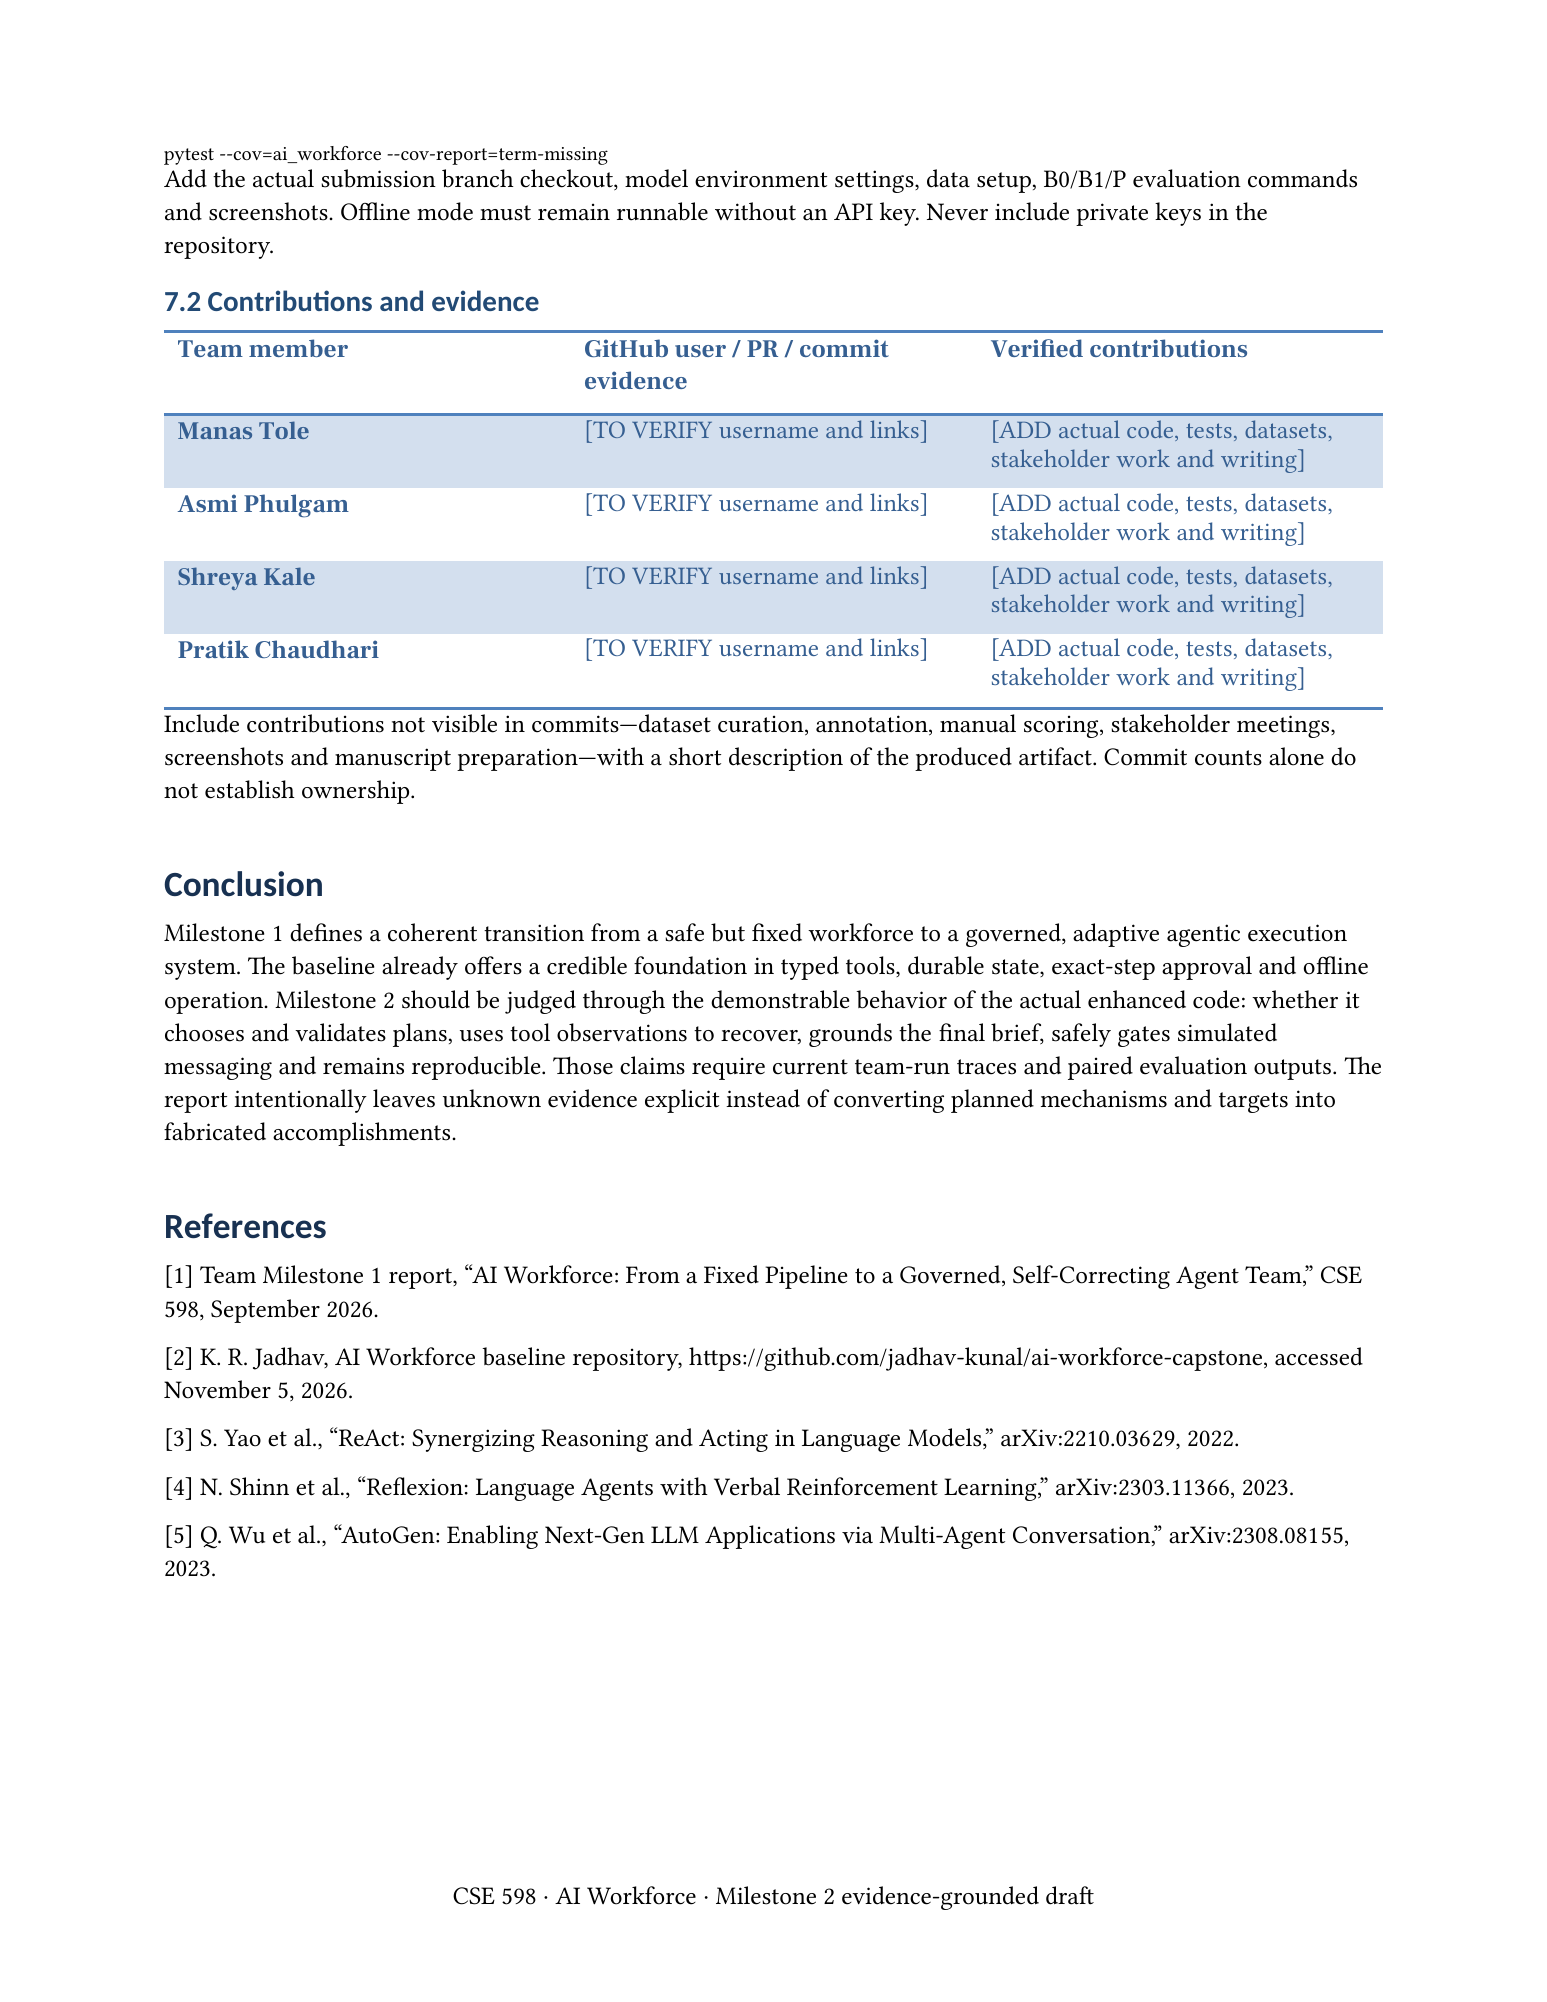 pytest --cov=ai_workforce --cov-report=term-missing
Add the actual submission branch checkout, model environment settings, data setup, B0/B1/P evaluation commands
and screenshots. Offline mode must remain runnable without an API key. Never include private keys in the
repository.
7.2 Contributions and evidence
Team member
GitHub user / PR / commit
evidence
Verified contributions
Manas Tole
[TO VERIFY username and links]
[ADD actual code, tests, datasets,
stakeholder work and writing]
Asmi Phulgam
[TO VERIFY username and links]
[ADD actual code, tests, datasets,
stakeholder work and writing]
Shreya Kale
[TO VERIFY username and links]
[ADD actual code, tests, datasets,
stakeholder work and writing]
Pratik Chaudhari
[TO VERIFY username and links]
[ADD actual code, tests, datasets,
stakeholder work and writing]
Include contributions not visible in commits—dataset curation, annotation, manual scoring, stakeholder meetings,
screenshots and manuscript preparation—with a short description of the produced artifact. Commit counts alone do
not establish ownership.
Conclusion
Milestone 1 defines a coherent transition from a safe but fixed workforce to a governed, adaptive agentic execution
system. The baseline already offers a credible foundation in typed tools, durable state, exact-step approval and offline
operation. Milestone 2 should be judged through the demonstrable behavior of the actual enhanced code: whether it
chooses and validates plans, uses tool observations to recover, grounds the final brief, safely gates simulated
messaging and remains reproducible. Those claims require current team-run traces and paired evaluation outputs. The
report intentionally leaves unknown evidence explicit instead of converting planned mechanisms and targets into
fabricated accomplishments.
References
[1] Team Milestone 1 report, “AI Workforce: From a Fixed Pipeline to a Governed, Self-Correcting Agent Team,” CSE
598, September 2026.
[2] K. R. Jadhav, AI Workforce baseline repository, https://github.com/jadhav-kunal/ai-workforce-capstone, accessed
November 5, 2026.
[3] S. Yao et al., “ReAct: Synergizing Reasoning and Acting in Language Models,” arXiv:2210.03629, 2022.
[4] N. Shinn et al., “Reflexion: Language Agents with Verbal Reinforcement Learning,” arXiv:2303.11366, 2023.
[5] Q. Wu et al., “AutoGen: Enabling Next-Gen LLM Applications via Multi-Agent Conversation,” arXiv:2308.08155,
2023.
CSE 598 · AI Workforce · Milestone 2 evidence-grounded draft